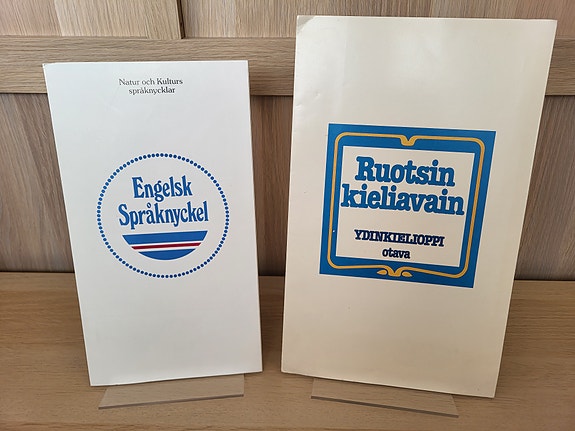 Natur och Kulturs
språknycklar
Engelsk
Språknyckel
Ruotsin
kieliavain
YDINKIELIOPPI
otava